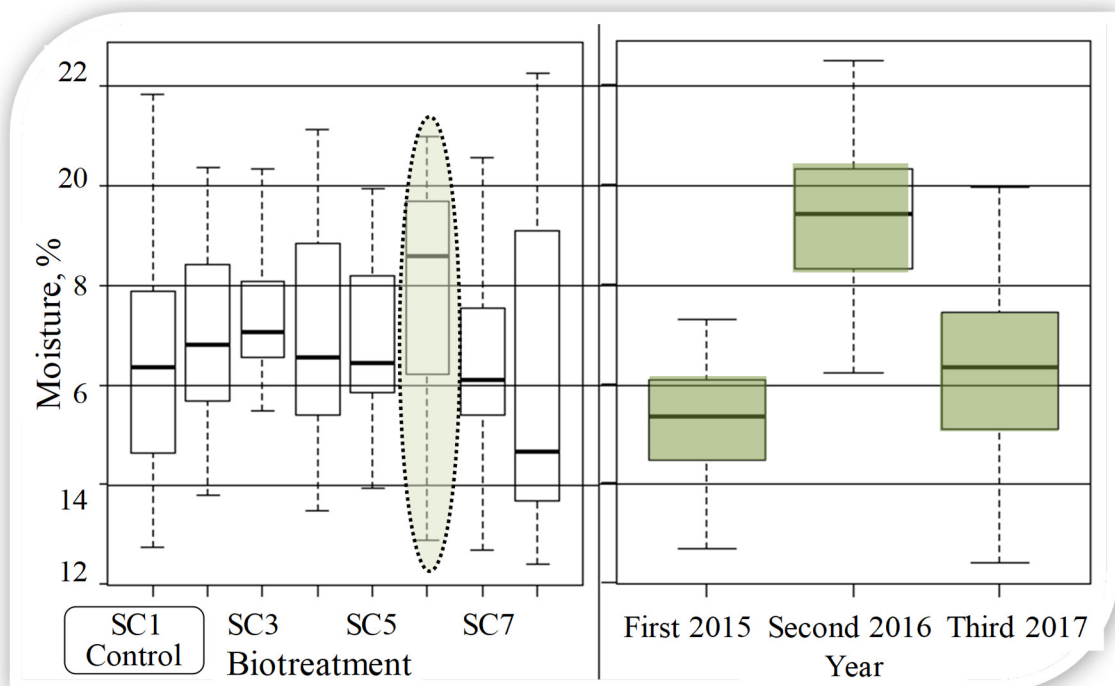 Moisture, %
22
20
8
6
14
12
SC1
Control
SC3
SC5
SC7
Biotreatment
First 2015
Second 2016
Third 2017
Year